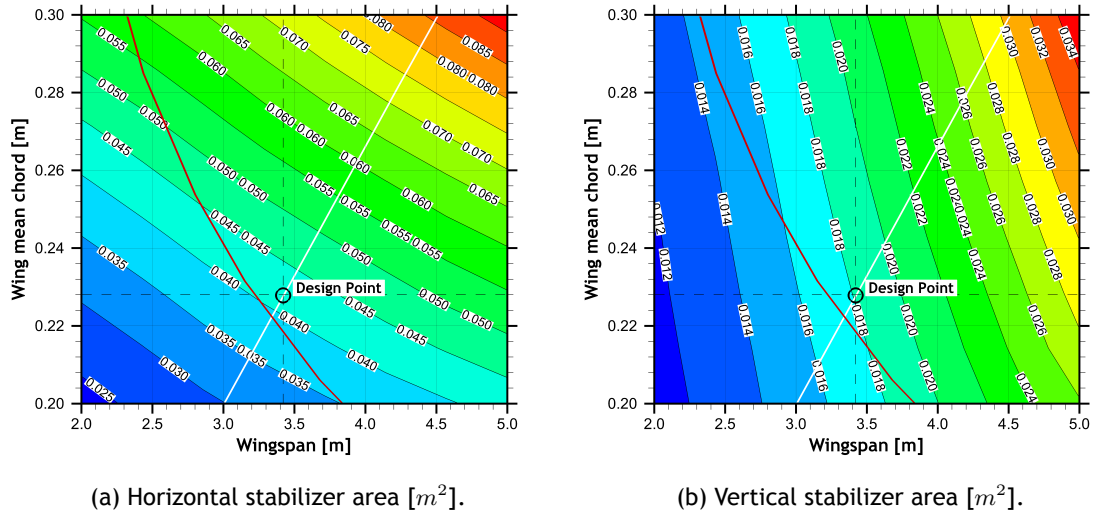 0.30
0.28
0.26
0.24
0.22
0.20
Wing mean chord [m]
2.0 2.5 3.0 3.5 4.0 4.5 5.0
Wingspan [m]
0.055 0.065 0.070 0.075 0.080 0.085
0.060 0.080 0.080
0.050 0.050 0.060 0.060 0.065 0.070
0.045 0.070
0.050 0.050 0.055 0.060 0.065
0.040 0.045 0.045 0.055 0.055 0.055
0.035 0.040 0.045 0.050 0.050
Design Point
0.040
0.035 0.035 0.040
0.030 0.035
0.025
(a) Horizontal stabilizer area [m²].
0.30
0.28
0.26
0.24
0.22
0.20
Wing mean chord [m]
2.0 2.5 3.0 3.5 4.0 4.5 5.0
Wingspan [m]
0.016 0.018 0.020 0.030 0.032 0.034
0.014 0.016 0.018 0.024 0.026 0.028
0.018 0.022 0.024 0.026 0.028 0.030
0.014 0.022 0.024 0.024 0.026 0.028 0.030
0.012 0.018 0.020 0.024 0.028
0.012
Design Point
0.014 0.016 0.018 0.020 0.026
0.016 0.018 0.020 0.024
(b) Vertical stabilizer area [m²].